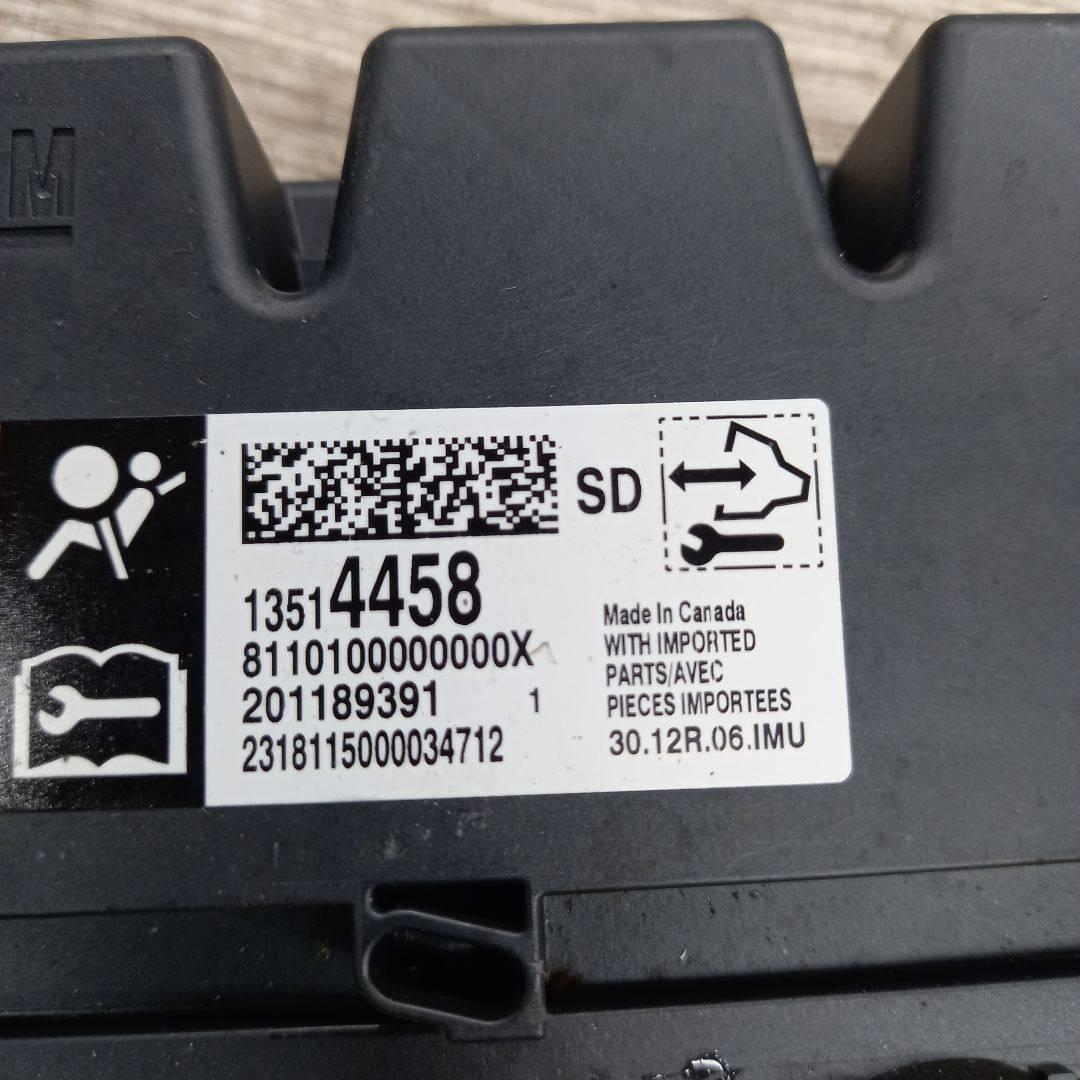 M
SD
13514458
8110100000000X
201189391 1
2318115000034712
Made In Canada
WITH IMPORTED
PARTS/AVEC
PIECES IMPORTEES
30.12R.06.IMU